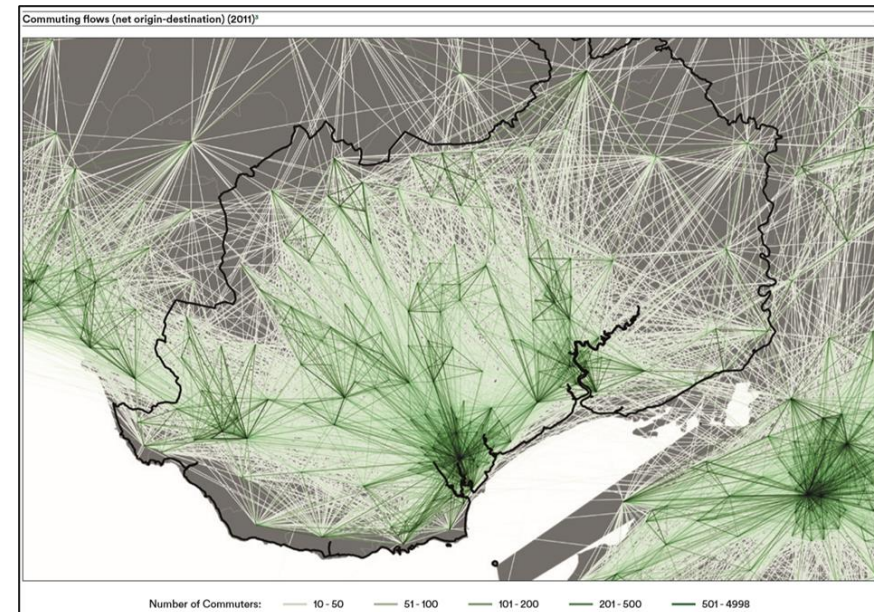 Commuting flows (net origin-destination) (2011)³
Number of Commuters: 10 - 50 51 - 100 101 - 200 201 - 500 501 - 4998